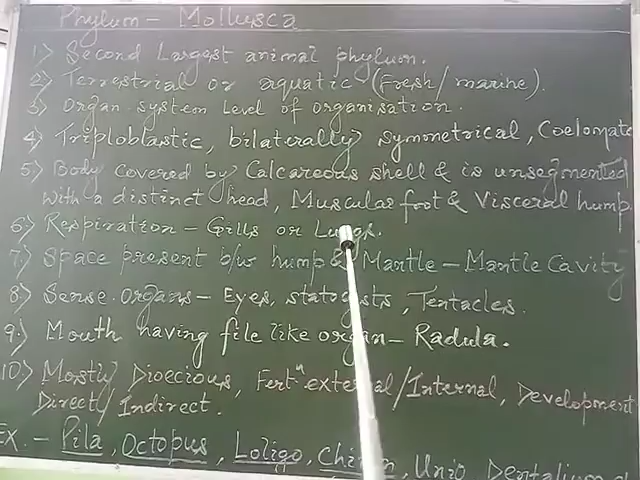 Phylum - Mollusca
1) Second Largest animal phylum.
2) Terrestrial or aquatic (Fresh/marine).
3) Organ-system level of organisation.
4) Triploblastic, bilaterally symmetrical, Coelomate
5) Body covered by Calcareous shell & is unsegmented
with a distinct head, Muscular foot & Visceral hump.
6) Respiration - Gills or Lungs.
7) Space present b/w hump & Mantle - Mantle Cavity
8) Sense Organs - Eyes, statocysts, Tentacles.
9) Mouth having file like organ - Radula.
10) Mostly Dioecious, Fertⁿ external/Internal, Development
Direct/Indirect.
EX. - Pila, Octopus, Loligo, Chiton, Unio, Dentalium